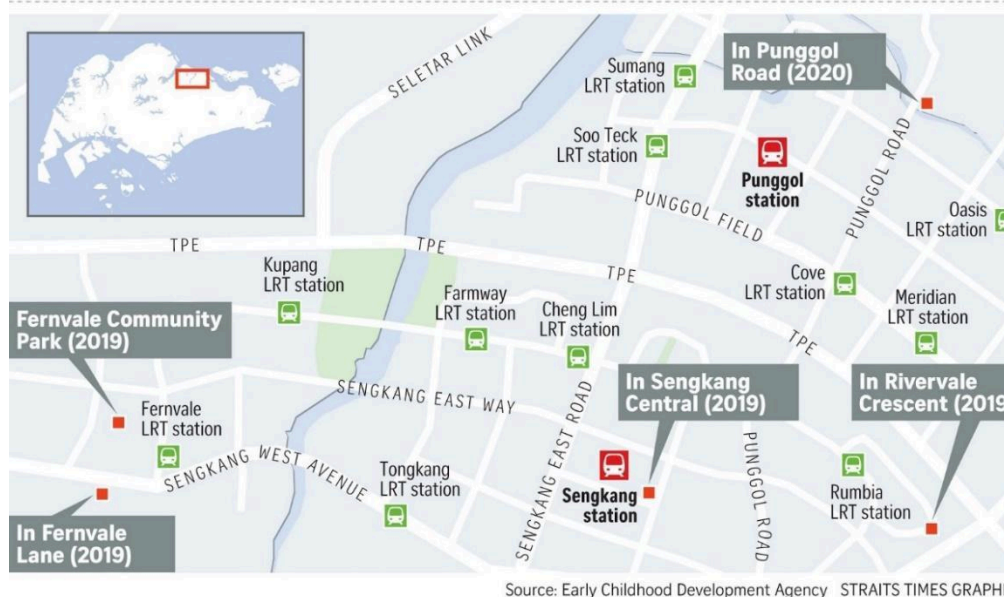 SELETAR LINK
Sumang
LRT station
In Punggol
Road (2020)
Soo Teck
LRT station
Punggol
station
PUNGGOL ROAD
PUNGGOL FIELD
Oasis
LRT station
TPE
TPE
TPE
TPE
Kupang
LRT station
Farmway
LRT station
Cheng Lim
LRT station
Cove
LRT station
Meridian
LRT station
Fernvale Community
Park (2019)
Fernvale
LRT station
SENGKANG EAST WAY
In Sengkang
Central (2019)
In Rivervale
Crescent (2019
SENGKANG WEST AVENUE
Tongkang
LRT station
SENGKANG EAST ROAD
Sengkang
station
PUNGGOL ROAD
Rumbia
LRT station
In Fernvale
Lane (2019)
Source: Early Childhood Development Agency STRAITS TIMES GRAPHI